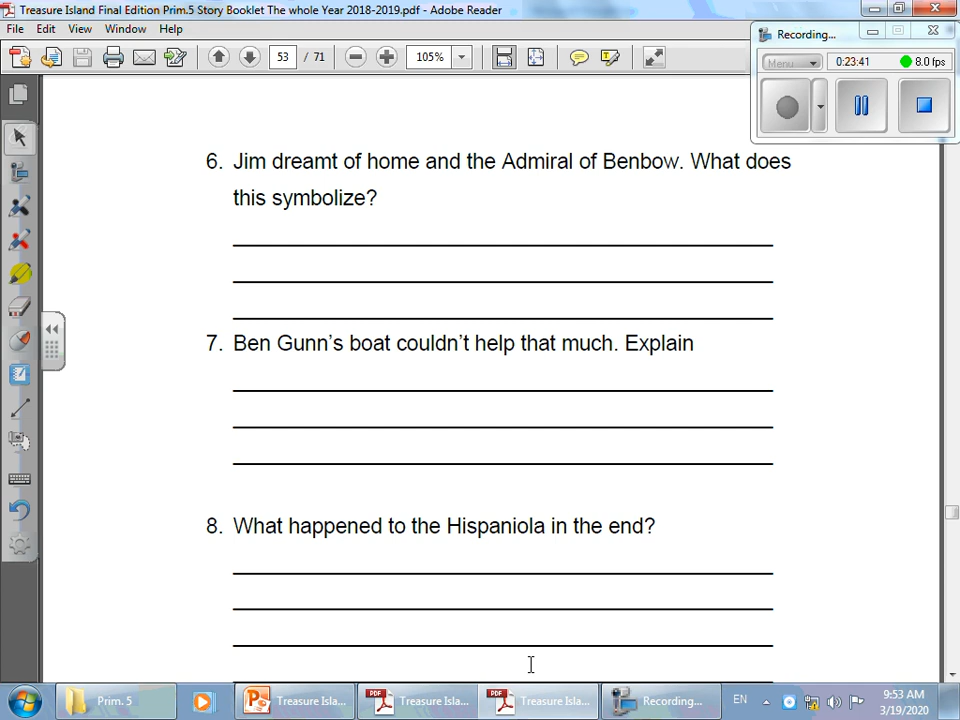 Treasure Island Final Edition Prim.5 Story Booklet The whole Year 2018-2019.pdf - Adobe Reader
File Edit View Window Help
Recording...
53 / 71 105%
Menu 0:23:41 8.0 fps
6. Jim dreamt of home and the Admiral of Benbow. What does
this symbolize?
7. Ben Gunn's boat couldn't help that much. Explain
8. What happened to the Hispaniola in the end?
Prim. 5 Treasure Isla... Treasure Isla... Treasure Isla... Recording... EN 9:53 AM
3/19/2020